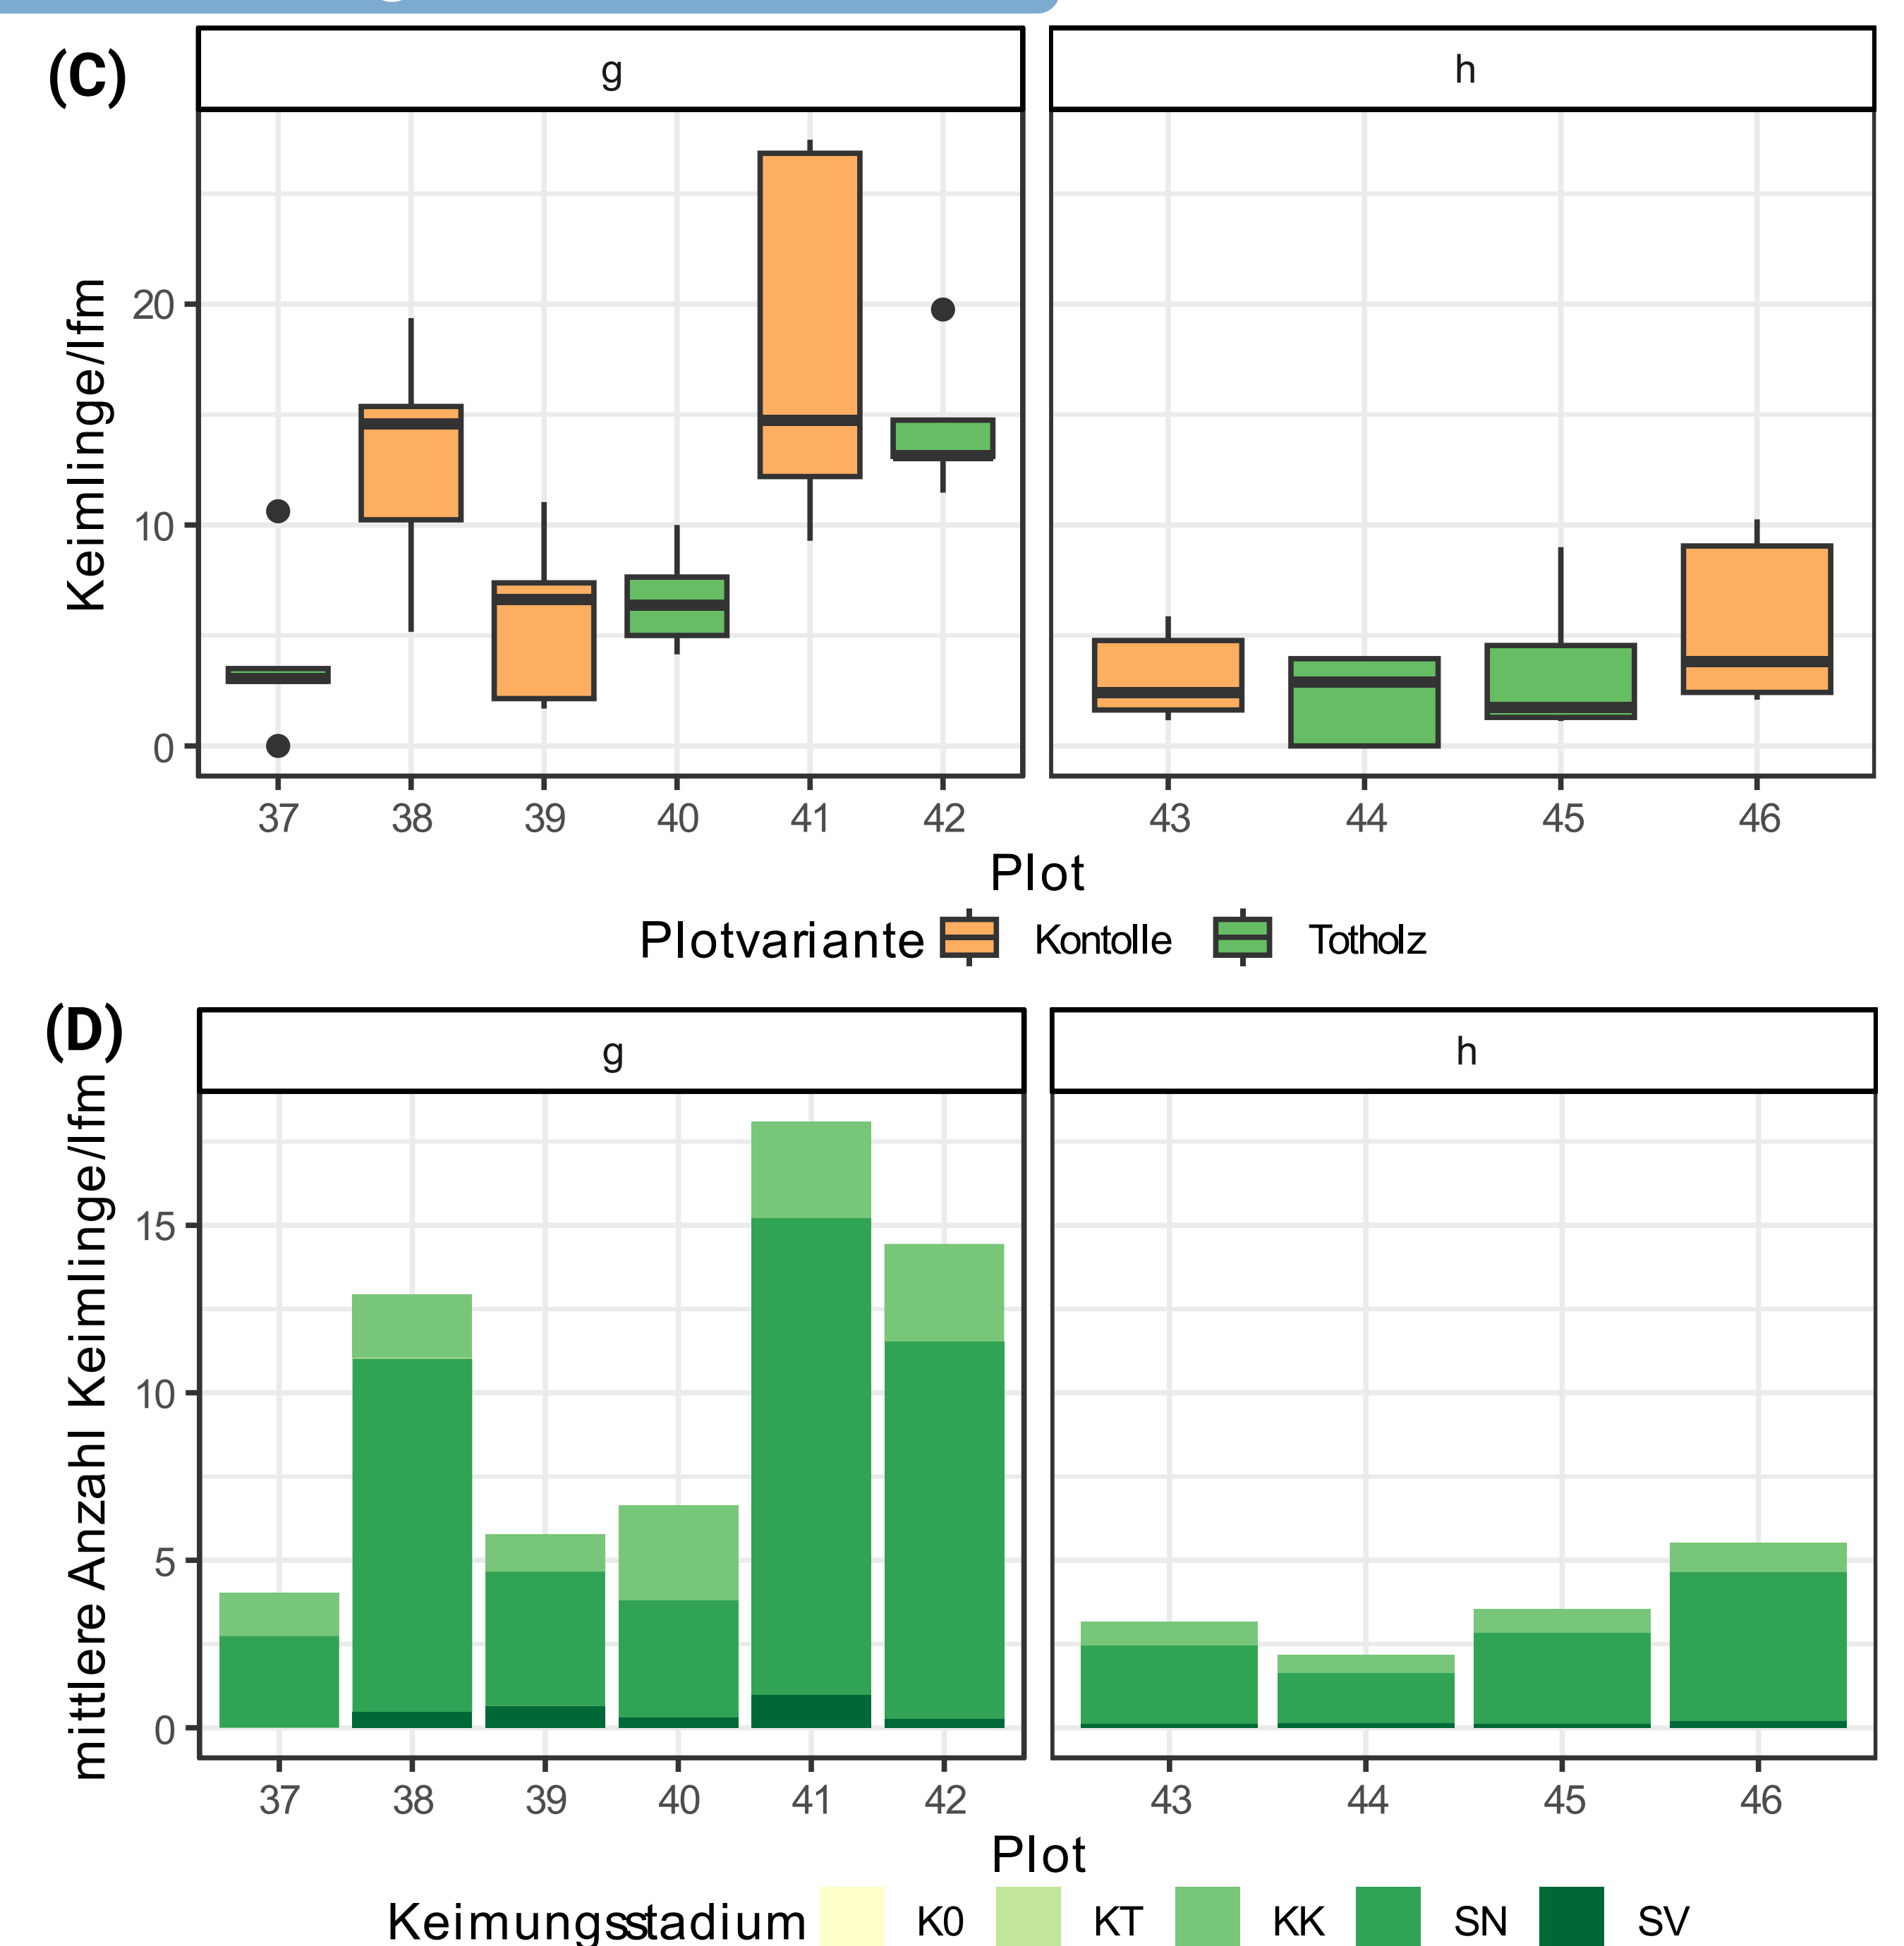 (C)
g
h
Keimlinge/lfm
20
10
0
37 38 39 40 41 42
43 44 45 46
Plot
Plotvariante Kontolle Totholz
(D)
g
h
mittlere Anzahl Keimlinge/lfm
15
10
5
0
37 38 39 40 41 42
43 44 45 46
Plot
Keimungsstadium K0 KT KK SN SV